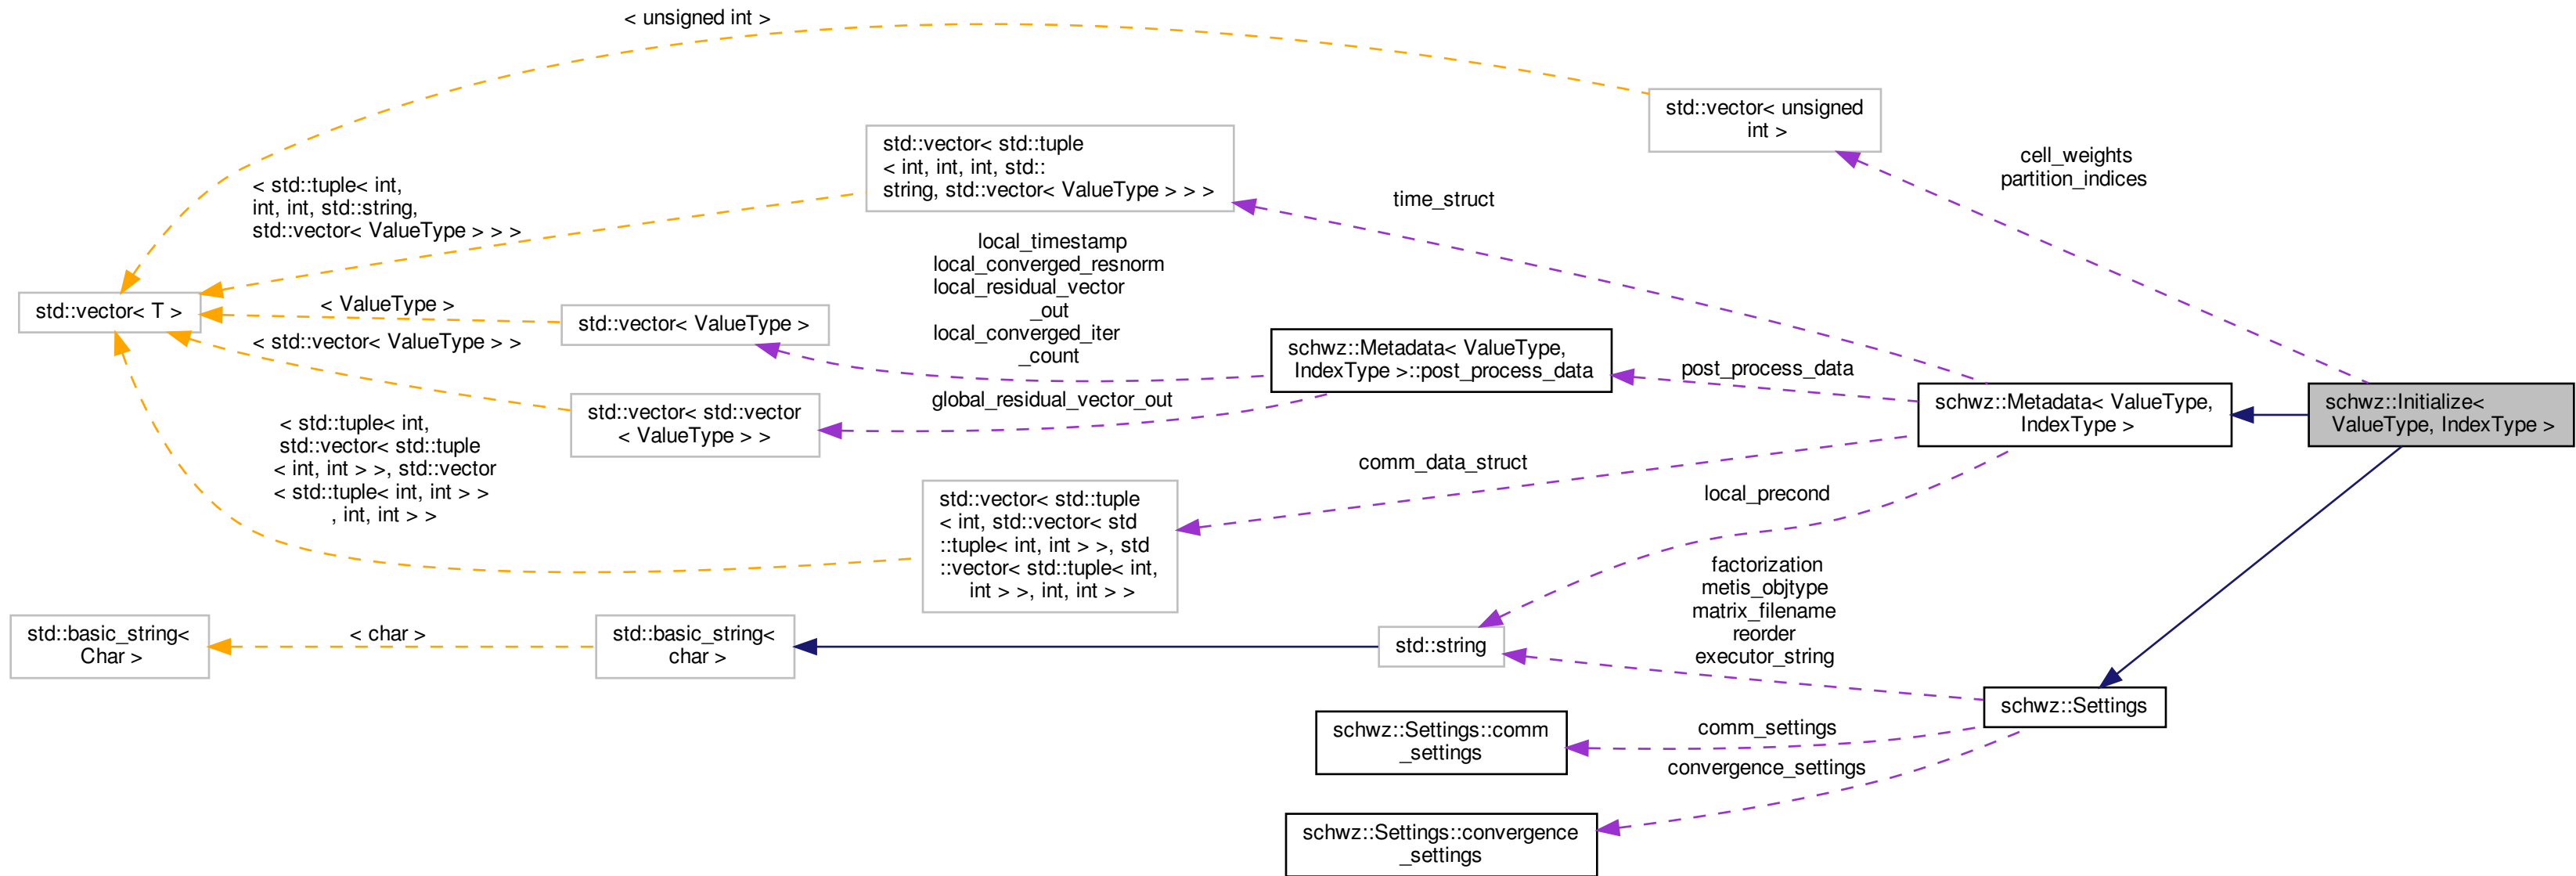 < unsigned int >
std::vector< unsigned
int >
cell_weights
partition_indices
std::vector< std::tuple
< int, int, int, std::
string, std::vector< ValueType > > >
time_struct
< std::tuple< int,
int, int, std::string,
std::vector< ValueType > > >
local_timestamp
local_converged_resnorm
local_residual_vector
_out
local_converged_iter
_count
std::vector< T >
< ValueType >
std::vector< ValueType >
< std::vector< ValueType > >
schwz::Metadata< ValueType,
IndexType >::post_process_data
post_process_data
global_residual_vector_out
std::vector< std::vector
< ValueType > >
schwz::Metadata< ValueType,
IndexType >
schwz::Initialize<
ValueType, IndexType >
< std::tuple< int,
std::vector< std::tuple
< int, int > >, std::vector
< std::tuple< int, int > >
, int, int > >
comm_data_struct
local_precond
std::vector< std::tuple
< int, std::vector< std
::tuple< int, int > >, std
::vector< std::tuple< int,
int > >, int, int > >
factorization
metis_objtype
matrix_filename
reorder
executor_string
std::basic_string<
Char >
< char >
std::basic_string<
char >
std::string
schwz::Settings
schwz::Settings::comm
_settings
comm_settings
convergence_settings
schwz::Settings::convergence
_settings